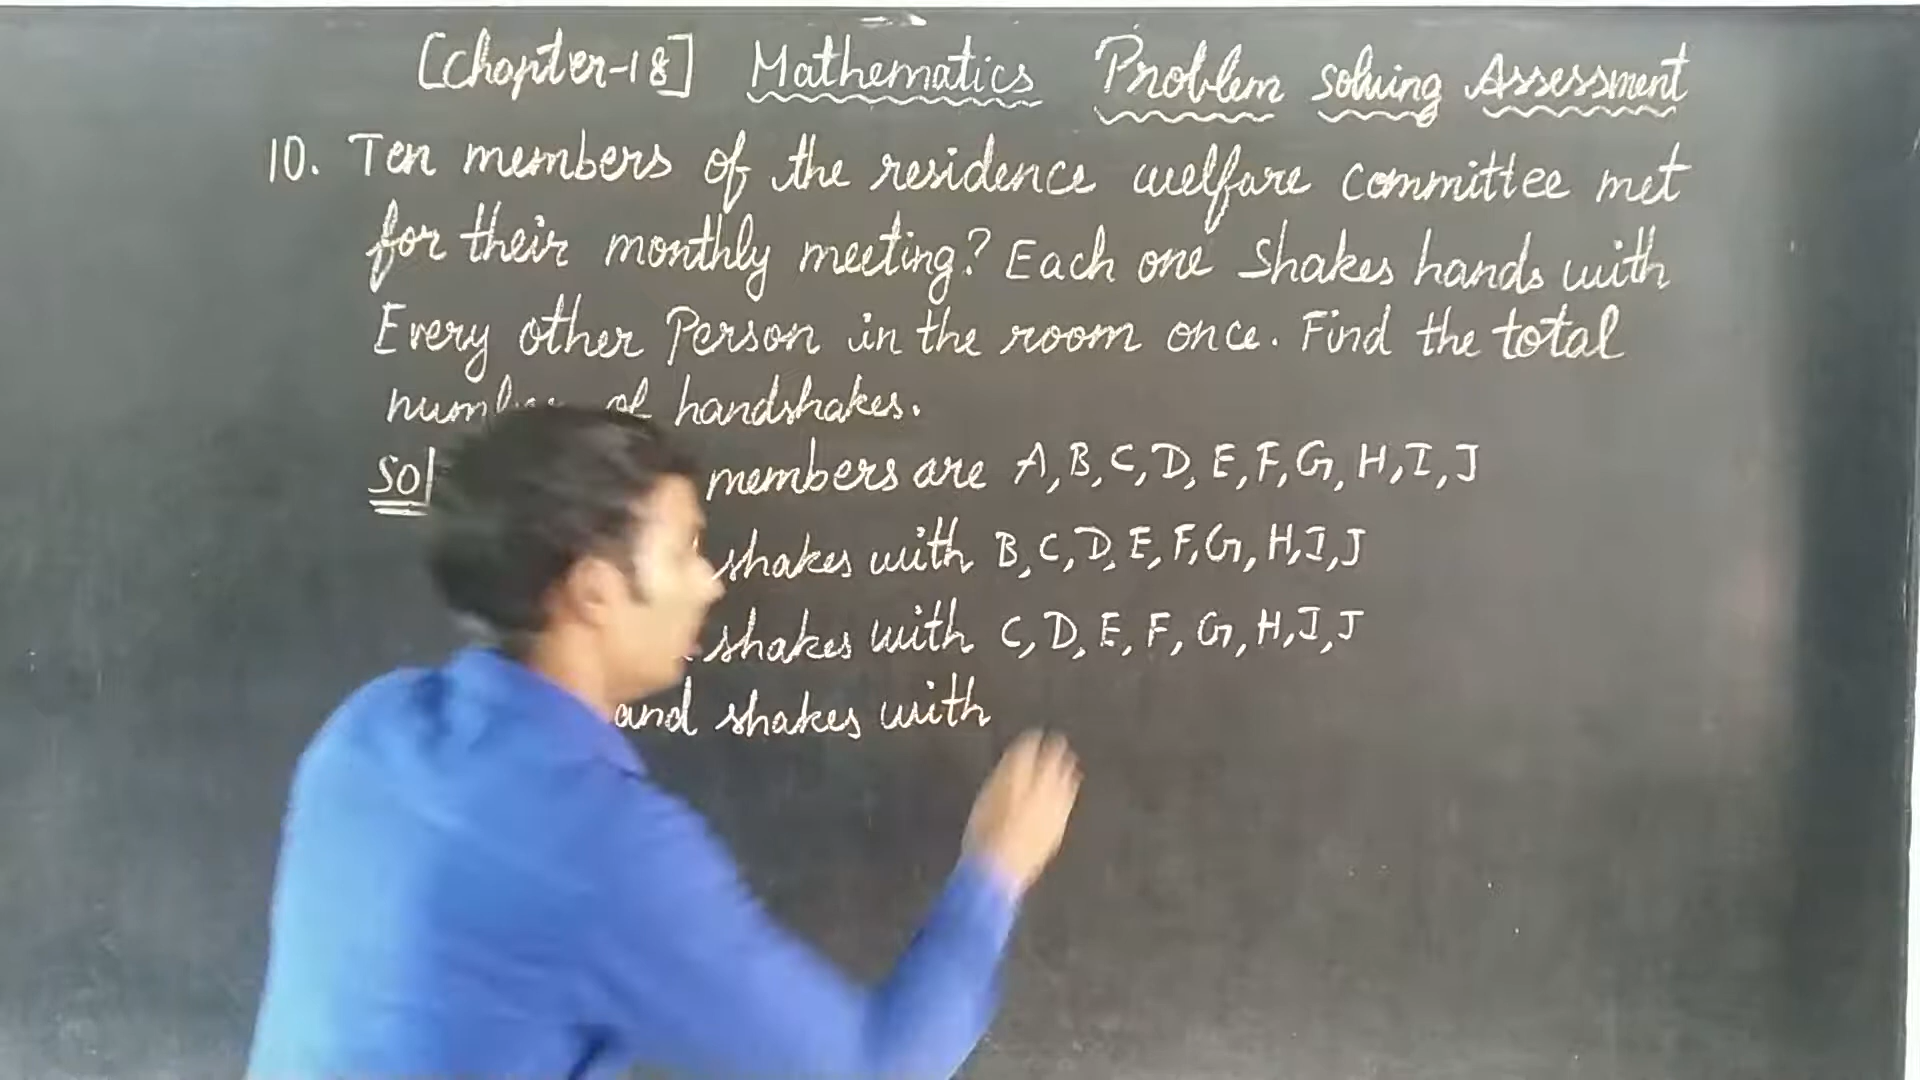 [Chapter-18] Mathematics Problem solving Assessment
10. Ten members of the residence welfare committee met
for their monthly meeting? Each one Shakes hands with
Every other Person in the room once. Find the total
of handshakes.
Sol members are A, B, C, D, E, F, G, H, I, J
shakes with B, C, D, E, F, G, H, I, J
shakes with C, D, E, F, G, H, I, J
and shakes with